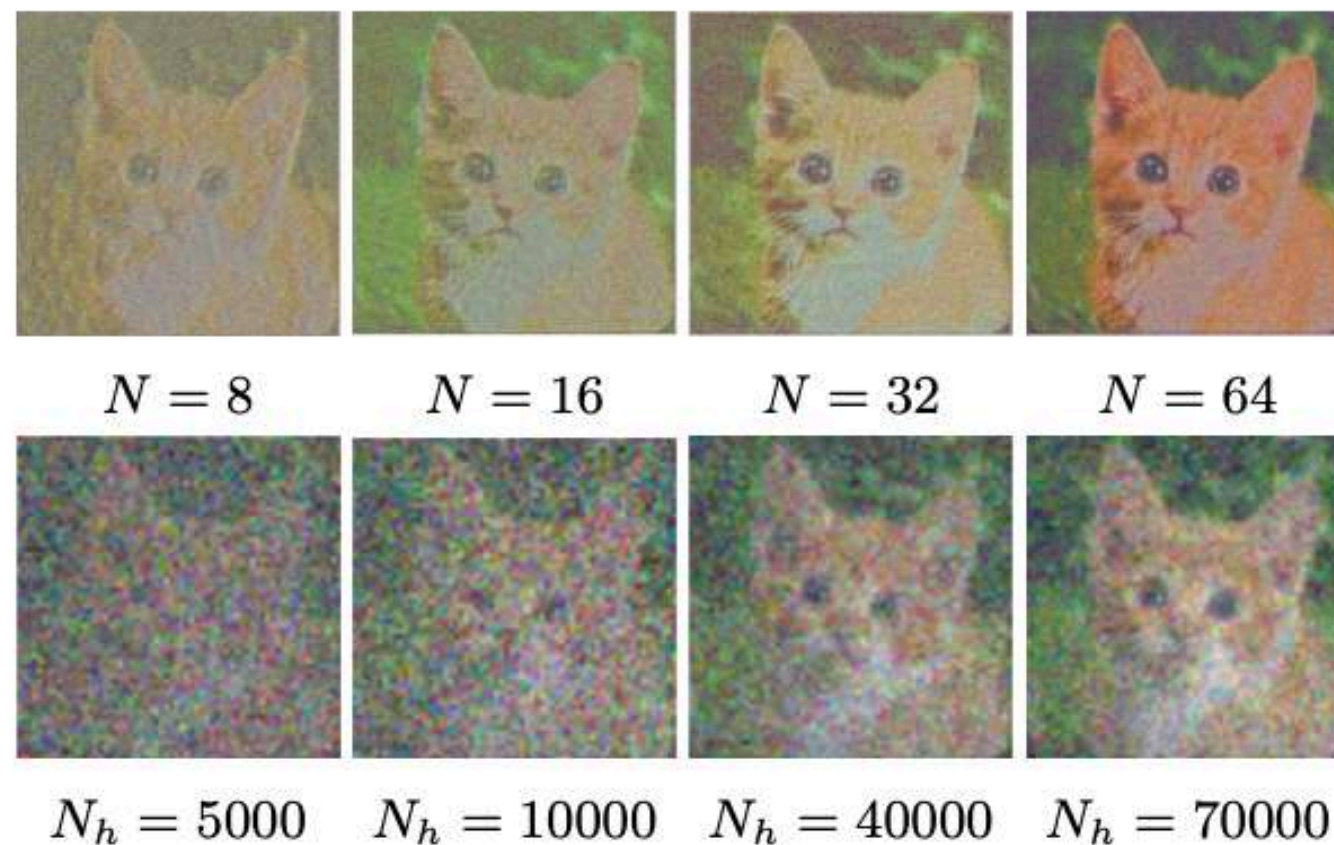 N = 8 N = 16 N = 32 N = 64
N_h = 5000 N_h = 10000 N_h = 40000 N_h = 70000